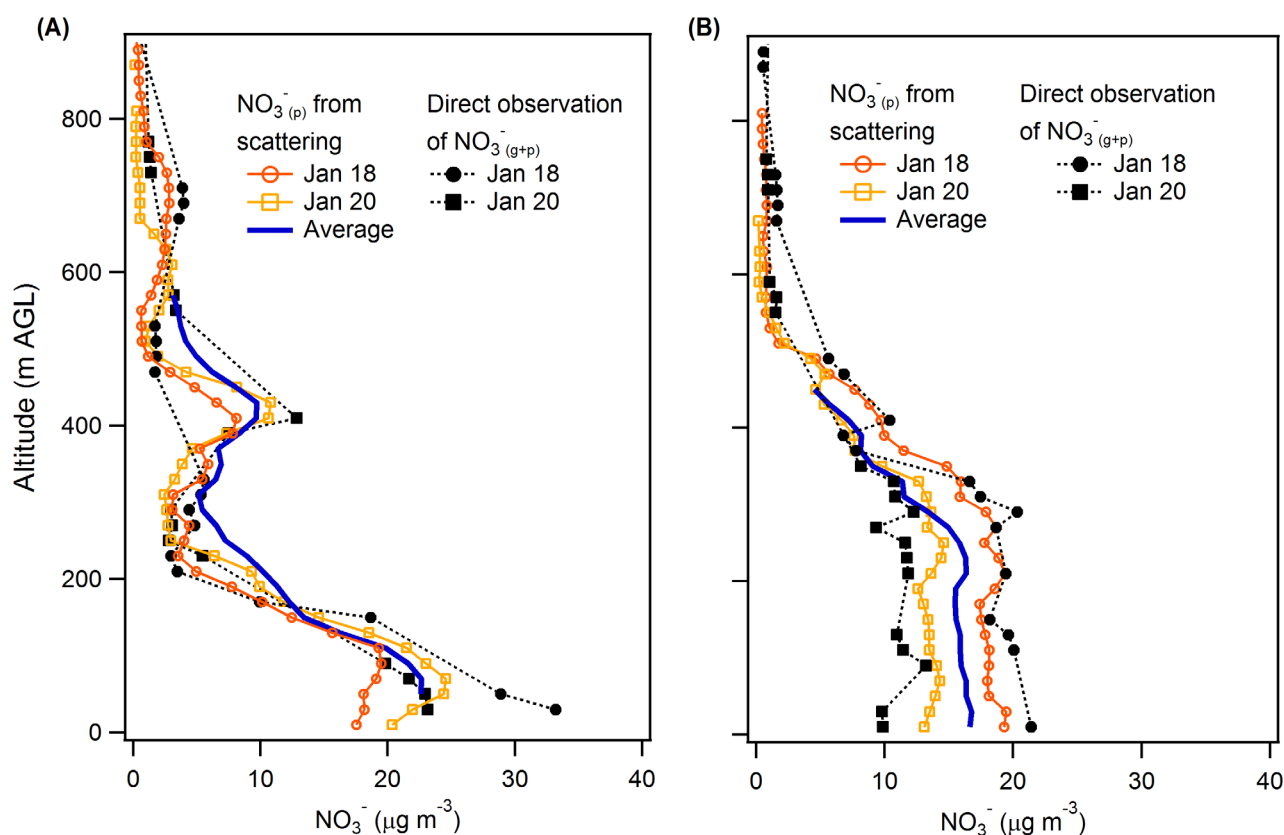 (A)
(B)
NO₃⁻(p) from
scattering
Jan 18
Jan 20
Average
Direct observation
of NO₃⁻(g+p)
Jan 18
Jan 20
NO₃⁻(p) from
scattering
Jan 18
Jan 20
Average
Direct observation
of NO₃⁻(g+p)
Jan 18
Jan 20
Altitude (m AGL)
800
600
400
200
0
0
10
20
30
40
0
10
20
30
40
NO₃⁻ (µg m⁻³)
NO₃⁻ (µg m⁻³)